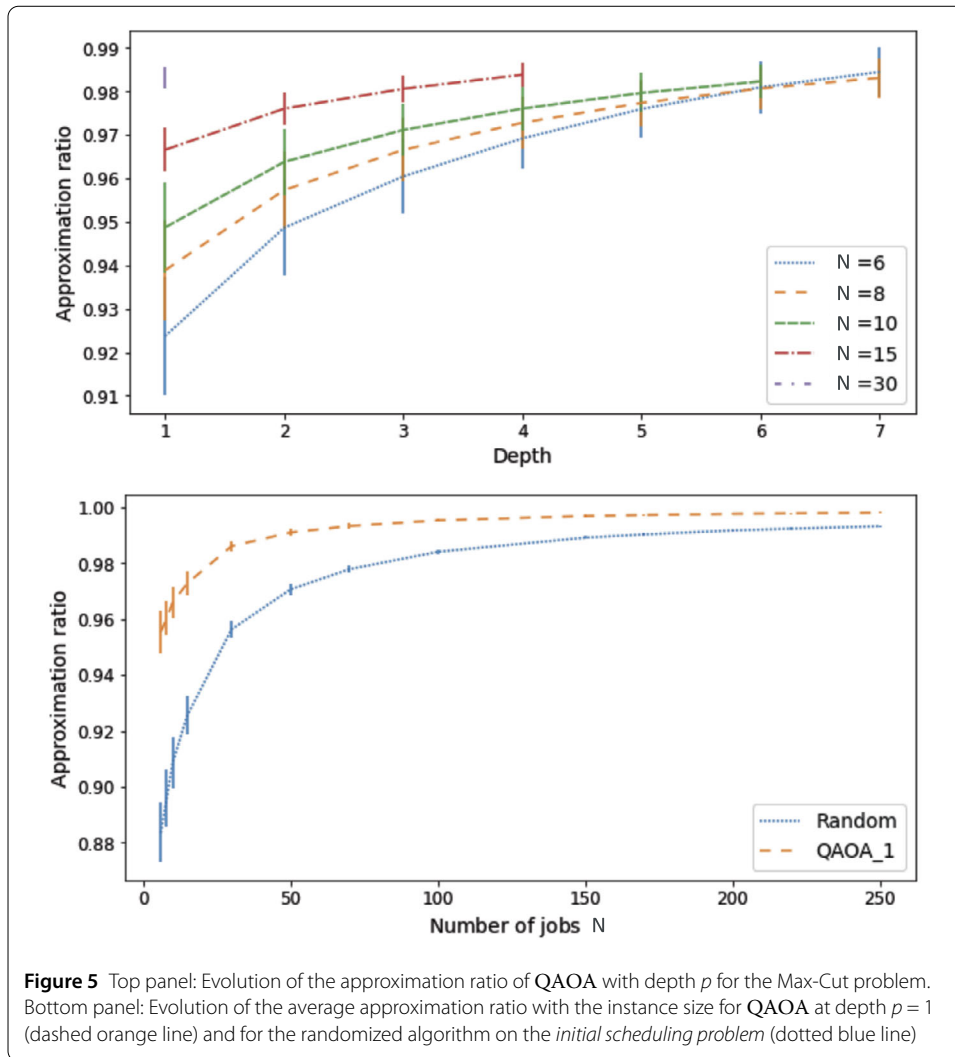 0.99
0.98
0.97
0.96
0.95
0.94
0.93
0.92
0.91
Approximation ratio
N =6
N =8
N =10
N =15
N =30
1 2 3 4 5 6 7
Depth
1.00
0.98
0.96
0.94
0.92
0.90
0.88
Approximation ratio
Random
QAOA_1
0 50 100 150 200 250
Number of jobs N
Figure 5 Top panel: Evolution of the approximation ratio of QAOA with depth p for the Max-Cut problem.
Bottom panel: Evolution of the average approximation ratio with the instance size for QAOA at depth p = 1
(dashed orange line) and for the randomized algorithm on the initial scheduling problem (dotted blue line)